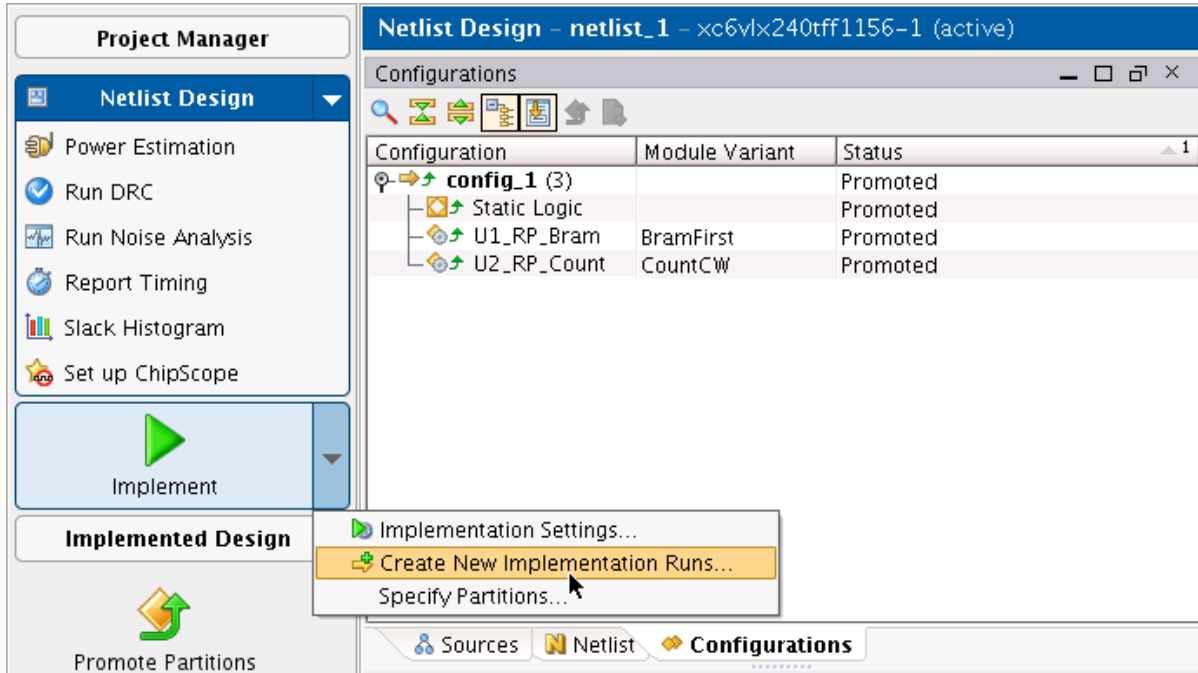 Project Manager
Netlist Design
Power Estimation
Run DRC
Run Noise Analysis
Report Timing
Slack Histogram
Set up ChipScope
Implement
Implemented Design
Promote Partitions
Netlist Design - netlist_1 - xc6vlx240tff1156-1 (active)
Configurations
Configuration Module Variant Status 1
config_1 (3) Promoted
Static Logic Promoted
U1_RP_Bram BramFirst Promoted
U2_RP_Count CountCW Promoted
Implementation Settings...
Create New Implementation Runs...
Specify Partitions...
Sources Netlist Configurations